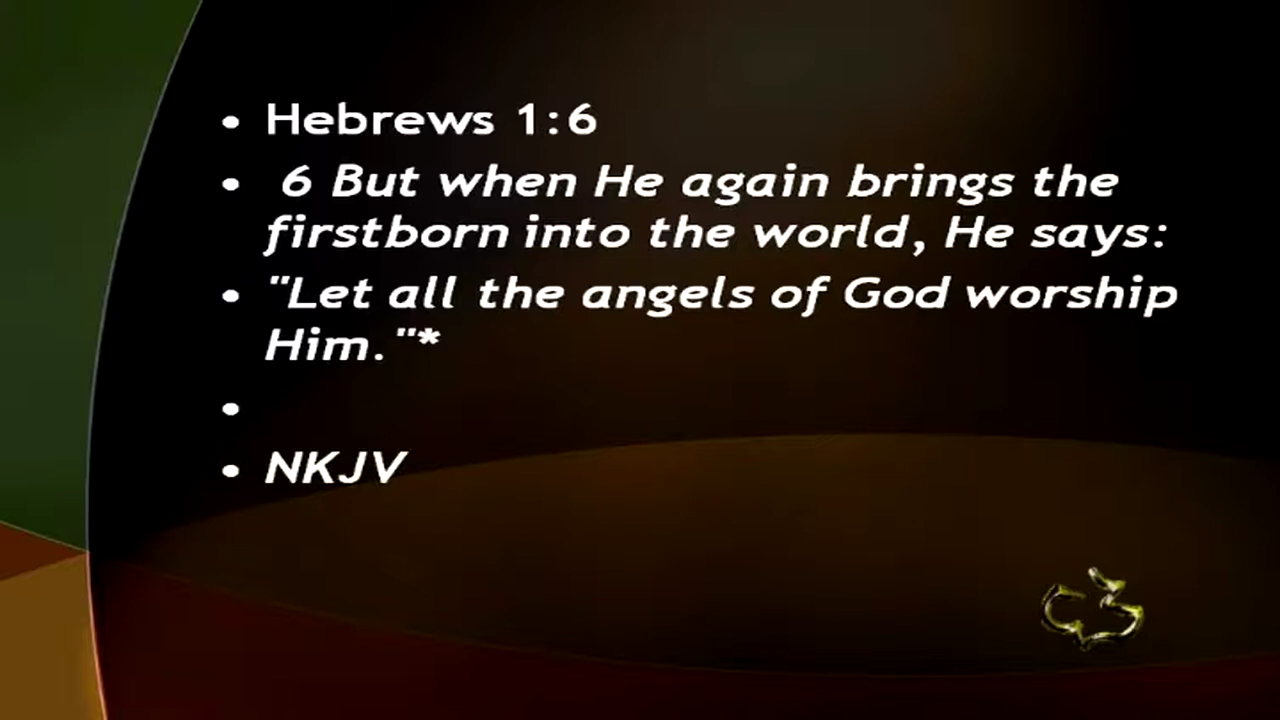 • Hebrews 1:6
• 6 But when He again brings the
firstborn into the world, He says:
• "Let all the angels of God worship
Him."*
•
• NKJV
C3